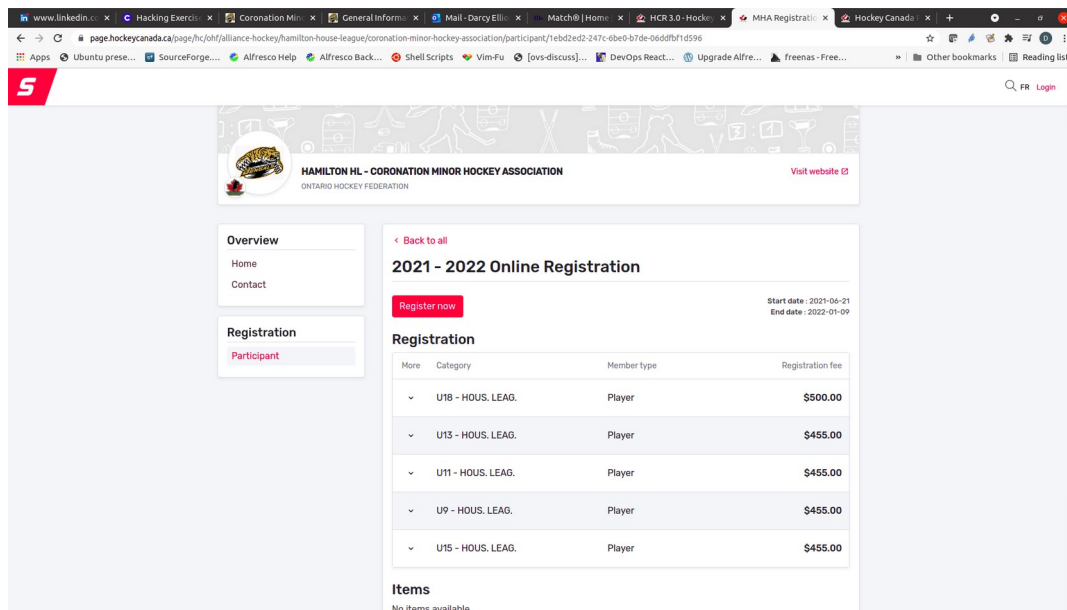 www.linkedin.cc
Hacking Exercis
Coronation Mino
General Informa
Mail - Darcy Ellio
Match® | Home
HCR 3.0 - Hockey
MHA Registratio
Hockey Canada
page.hockeycanada.ca/page/hc/ohf/alliance-hockey/hamilton-house-league/coronation-minor-hockey-association/participant/1ebd2ed2-247c-6be0-b7de-06ddfbf1d596
Apps
Ubuntu prese...
SourceForge....
Alfresco Help
Alfresco Back...
Shell Scripts
Vim-Fu
[ovs-discuss]...
DevOps React...
Upgrade Alfre...
freenas - Free...
»
Other bookmarks
Reading list
FR Login
HAMILTON HL - CORONATION MINOR HOCKEY ASSOCIATION
ONTARIO HOCKEY FEDERATION
Visit website
Overview
Home
Contact
Registration
Participant
Back to all
2021 - 2022 Online Registration
Register now
Start date : 2021-06-21
End date : 2022-01-09
Registration
More Category Member type Registration fee
U18 - HOUS. LEAG. Player $500.00
U13 - HOUS. LEAG. Player $455.00
U11 - HOUS. LEAG. Player $455.00
U9 - HOUS. LEAG. Player $455.00
U15 - HOUS. LEAG. Player $455.00
Items
No items available